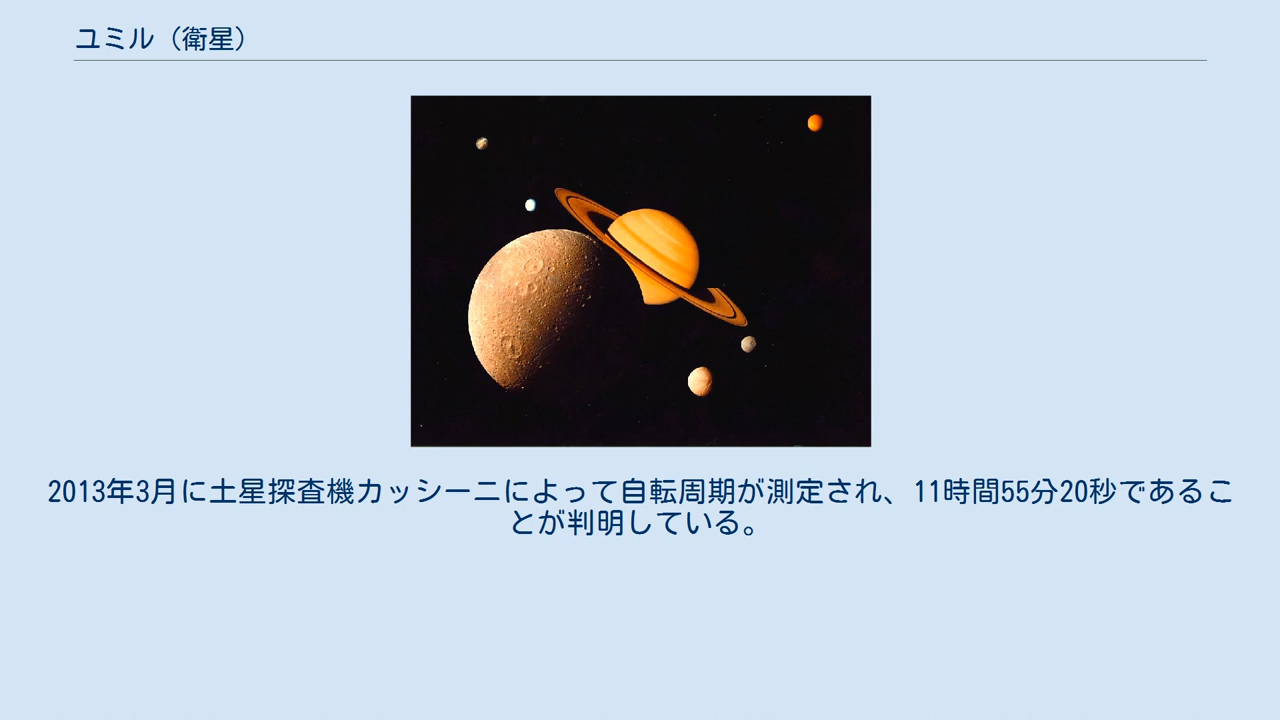 ユミル（衛星）
2013年3月に土星探査機カッシーニによって自転周期が測定され、11時間55分20秒であるこ
とが判明している。